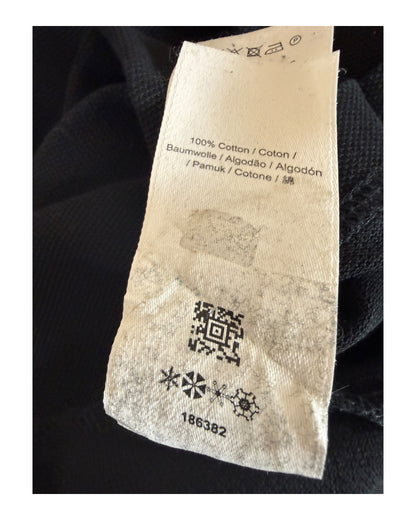 P
100% Cotton / Coton /
Baumwolle / Algodão / Algodón
/ Pamuk / Cotone / 綿
186382